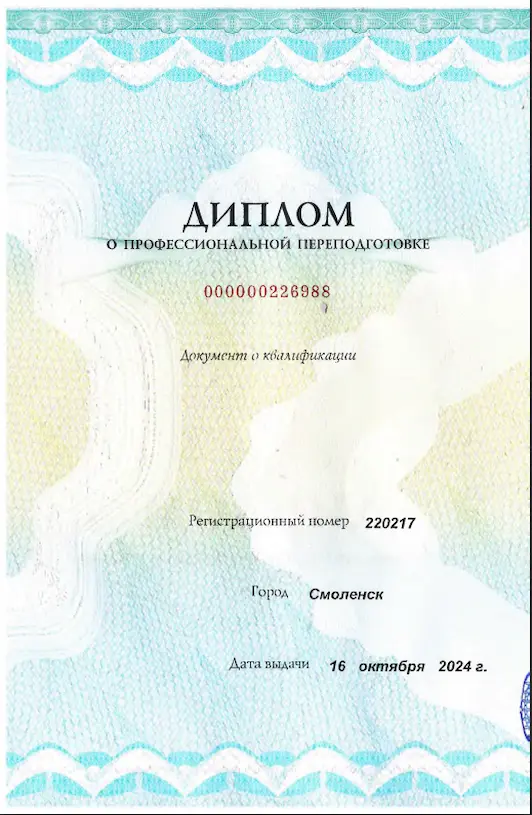 ДИПЛОМ
О ПРОФЕССИОНАЛЬНОЙ ПЕРЕПОДГОТОВКЕ
000000226988
Документ о квалификации
Регистрационный номер 220217
Город Смоленск
Дата выдачи 16 октября 2024 г.